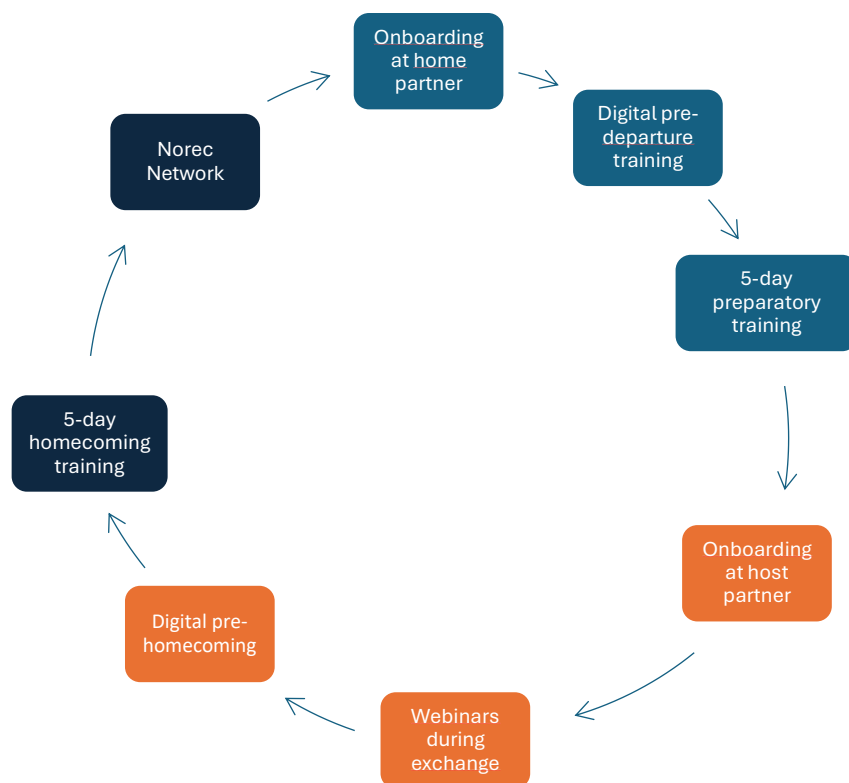 Onboarding
at home
partner
Digital pre-
departure
training
5-day
preparatory
training
Onboarding
at host
partner
Webinars
during
exchange
Digital pre-
homecoming
5-day
homecoming
training
Norec
Network